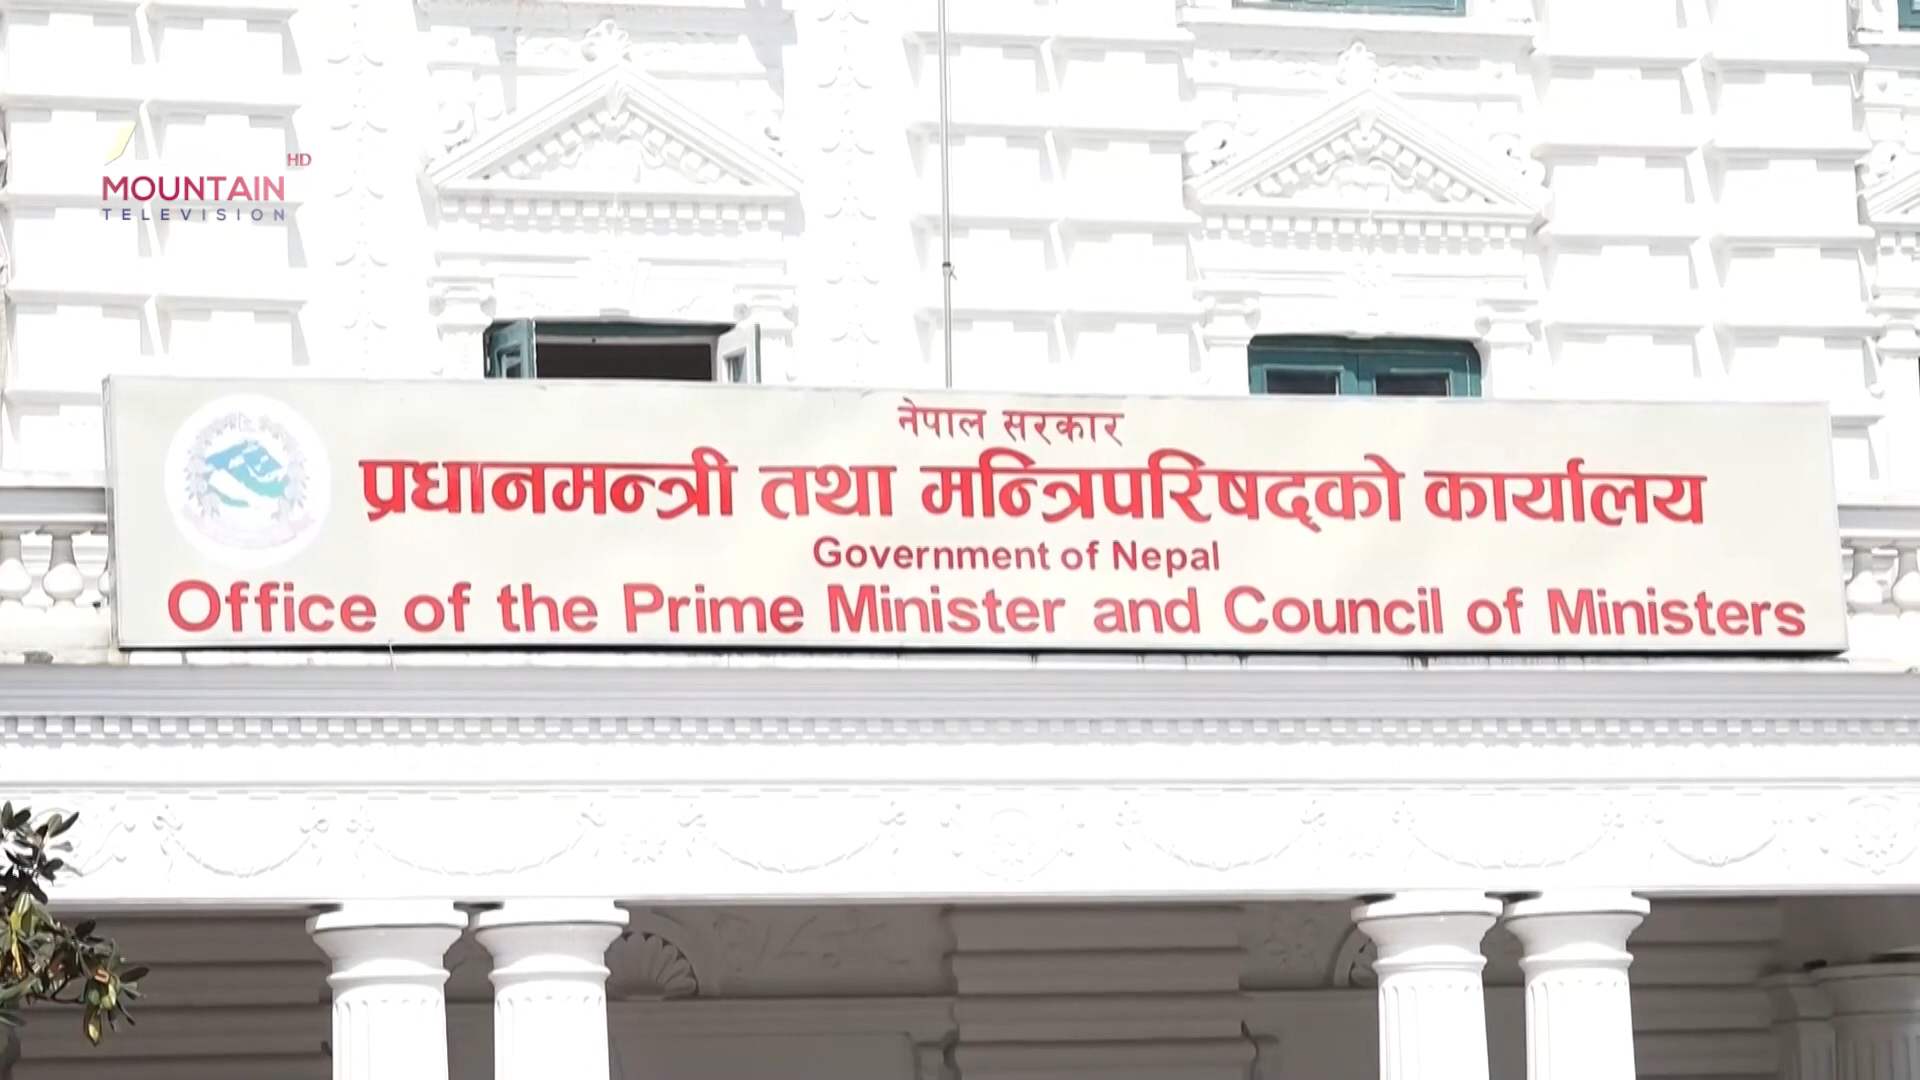 MOUNTAIN HD
TELEVISION
नेपाल सरकार
प्रधानमन्त्री तथा मन्त्रिपरिषद्को कार्यालय
Government of Nepal
Office of the Prime Minister and Council of Ministers